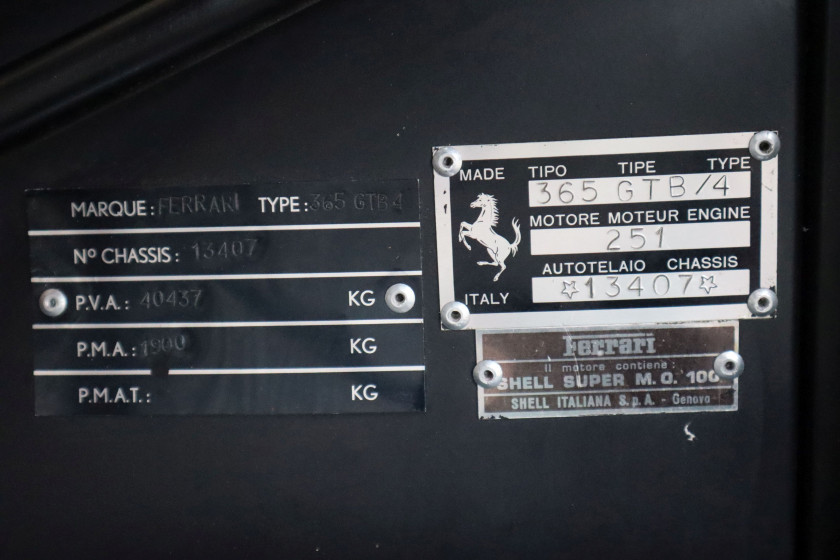 MARQUE: FERRARI TYPE: 365 GTB4
Nº CHASSIS: 13407
P.V.A.: 40437 KG
P.M.A.: 1900 KG
P.M.A.T.: KG
MADE TIPO TIPE TYPE
365 GTB/4
MOTORE MOTEUR ENGINE
251
AUTOTELAIO CHASSIS
ITALY ☆13407☆
Ferrari
Il motore contiene:
SHELL SUPER M.O. 100
SHELL ITALIANA S.p.A. - Genova